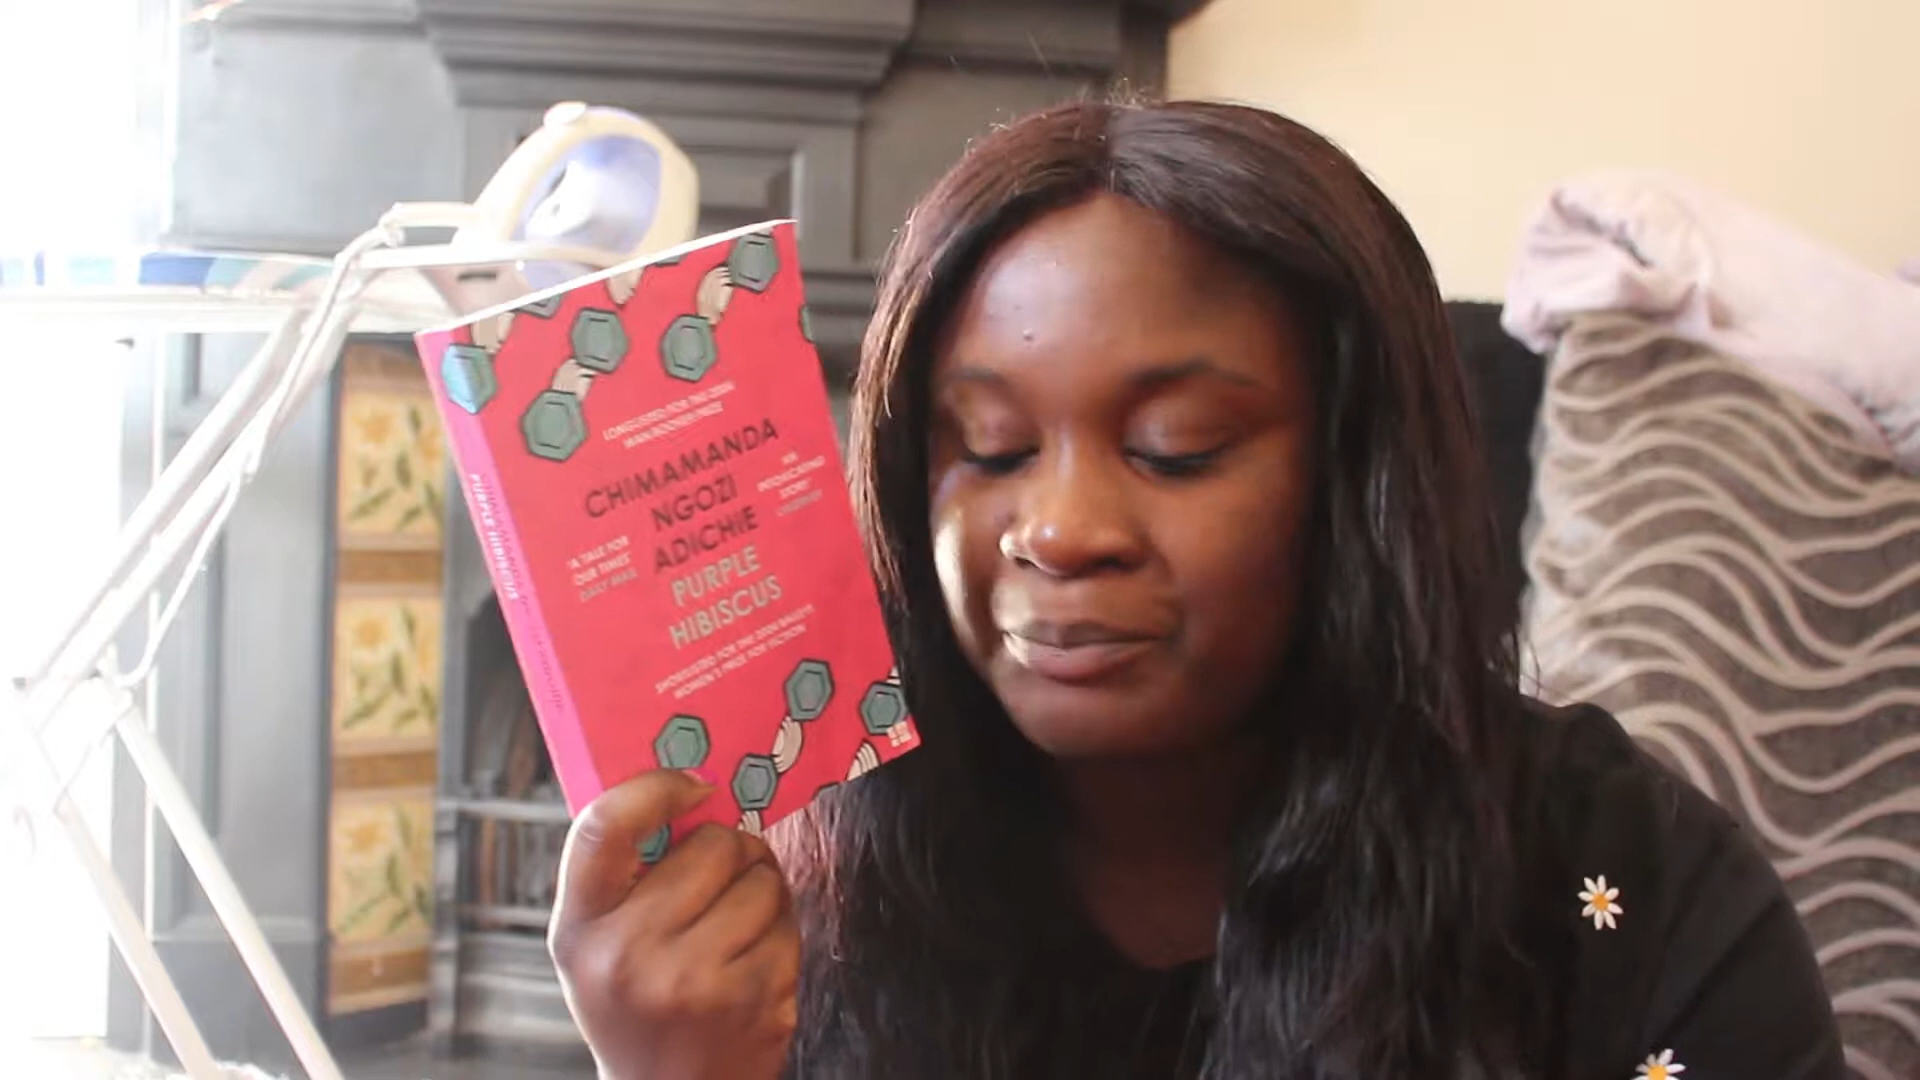 LONGLISTED FOR THE 2004
MAN BOOKER PRIZE
CHIMAMANDA
NGOZI
ADICHIE
PURPLE
HIBISCUS
'AN
INTOXICATING
STORY'
OBSERVER
'A TALE FOR
OUR TIMES'
DAILY MAIL
SHORTLISTED FOR THE 2004 BAILEYS
WOMEN'S PRIZE FOR FICTION
PURPLE HIBISCUS